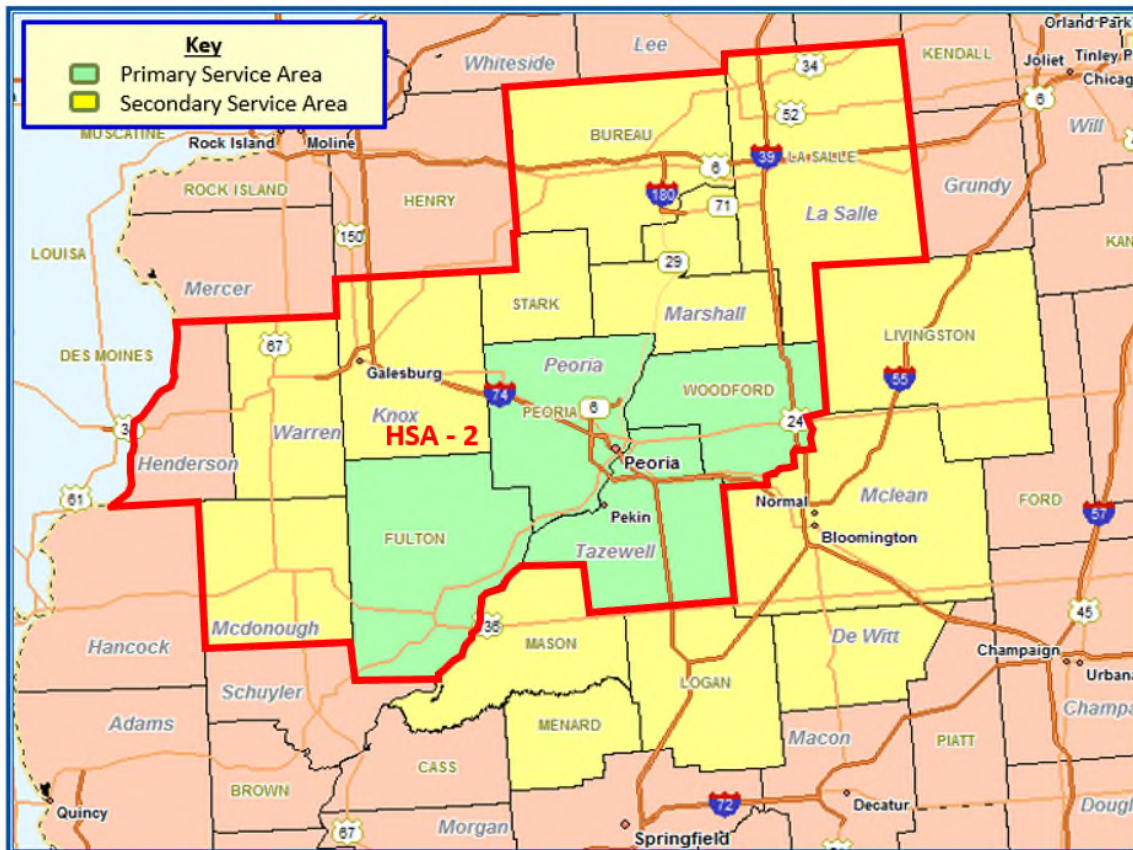 Key
Primary Service Area
Secondary Service Area
Orland Park
Lee
KENDALL
Whiteside
34
Tinley P
Joliet
Chicag
6
52
MUSCATINE
BUREAU
Will
Rock Island
Moline
39
LA SALLE
6
ROCK ISLAND
HENRY
180
Grundy
71
La Salle
150
KAN
LOUISA
29
Mercer
STARK
Marshall
LIVINGSTON
67
DES MOINES
Peoria
Galesburg
55
74
WOODFORD
PEORIA
6
Knox
24
Warren
3
HSA - 2
Henderson
Peoria
61
Normal
Mclean
FORD
Pekin
57
Bloomington
FULTON
Tazewell
45
Mcdonough
36
De Witt
Hancock
MASON
Champaign
Urbana
Schuyler
LOGAN
Champa
Adams
MENARD
Macon
PIATT
CASS
BROWN
Decatur
72
Quincy
Dougl
67
Morgan
Springfield